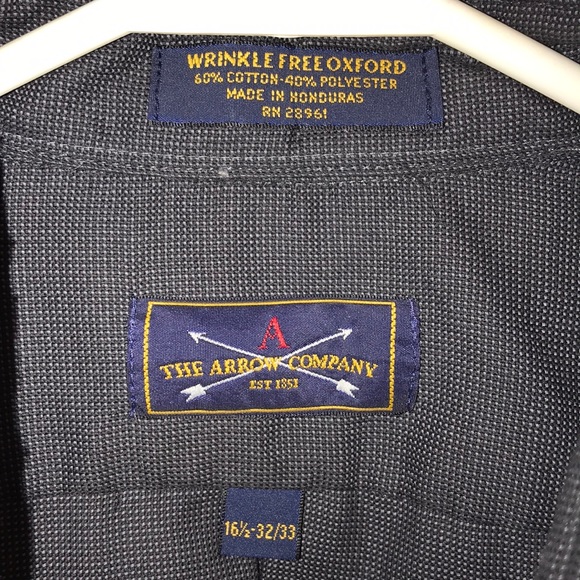 WRINKLE FREE OXFORD
60% COTTON-40% POLYESTER
MADE IN HONDURAS
RN 28961
A
THE ARROW COMPANY
EST 1851
16½-32/33